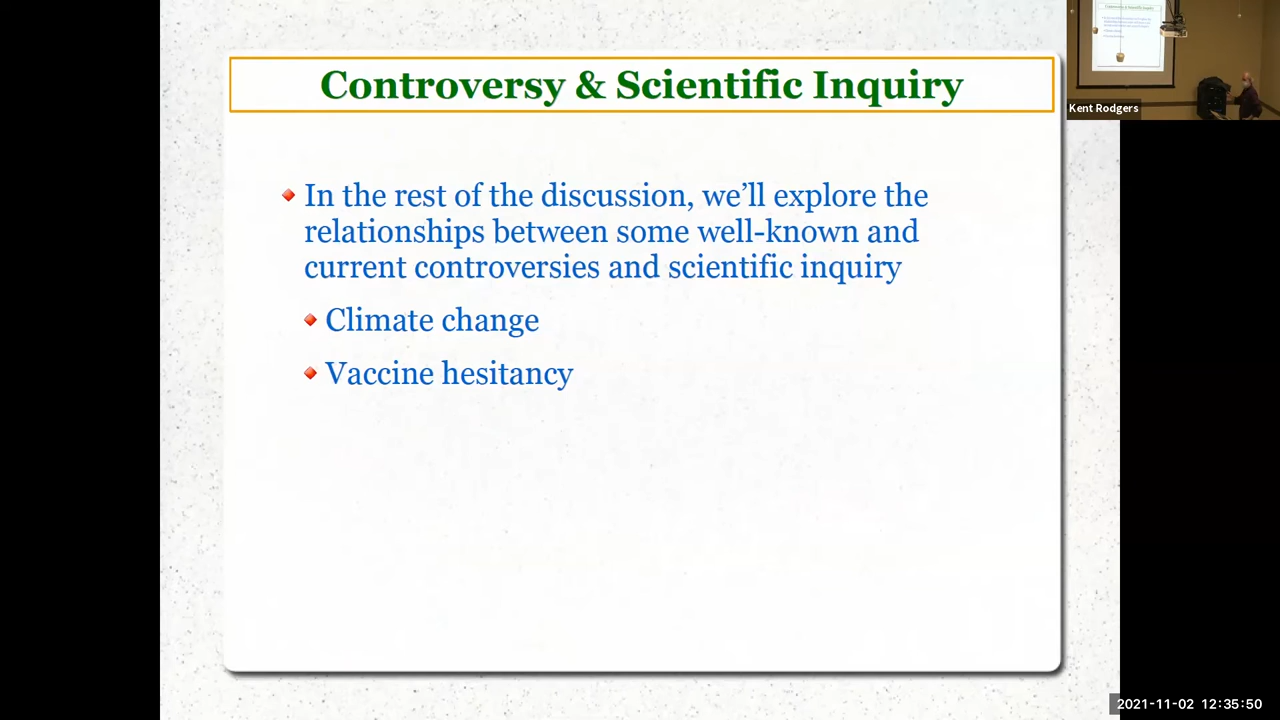 Controversy & Scientific Inquiry
In the rest of the discussion, we’ll explore the
relationships between some well-known and
current controversies and scientific inquiry
Climate change
Vaccine hesitancy
Kent Rodgers
2021-11-02 12:35:50